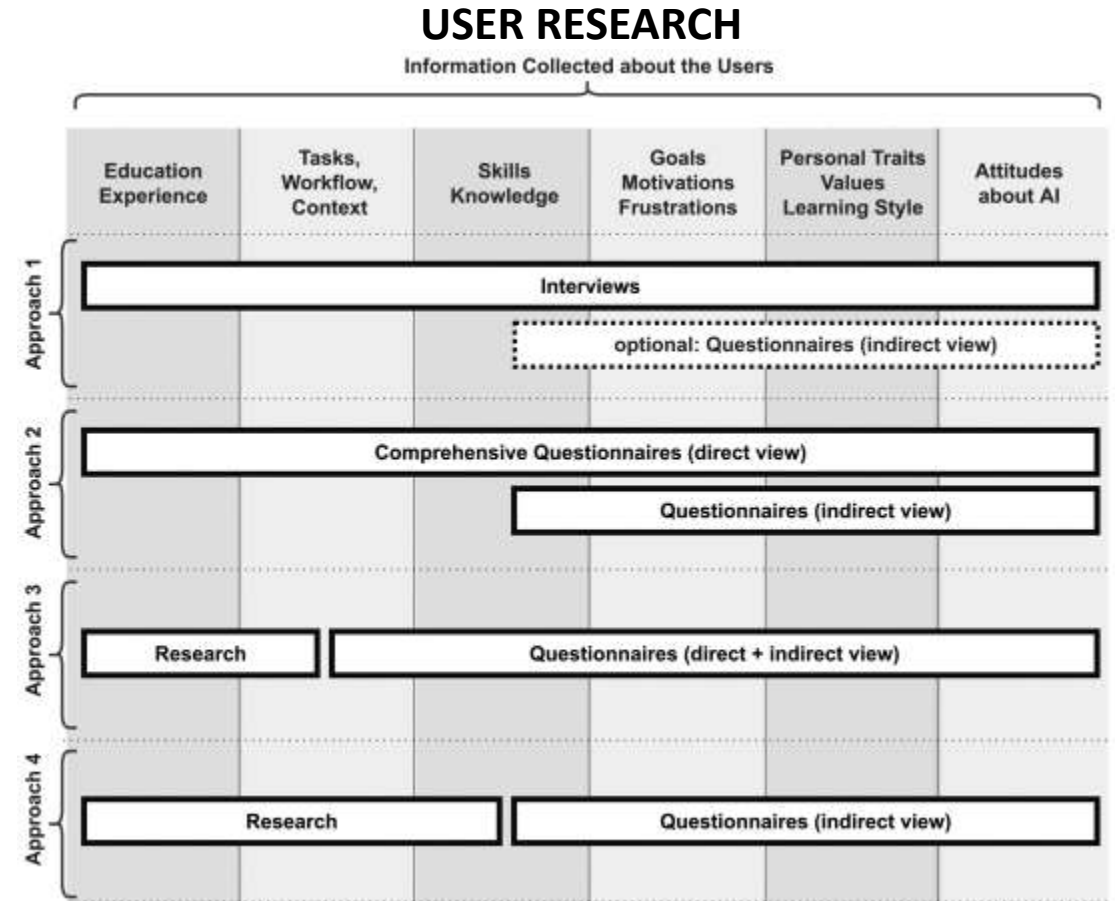 USER RESEARCH
Information Collected about the Users
Education
Experience
Tasks,
Workflow,
Context
Skills
Knowledge
Goals
Motivations
Frustrations
Personal Traits
Values
Learning Style
Attitudes
about AI
Approach 1
Interviews
optional: Questionnaires (indirect view)
Approach 2
Comprehensive Questionnaires (direct view)
Questionnaires (indirect view)
Approach 3
Research
Questionnaires (direct + indirect view)
Approach 4
Research
Questionnaires (indirect view)